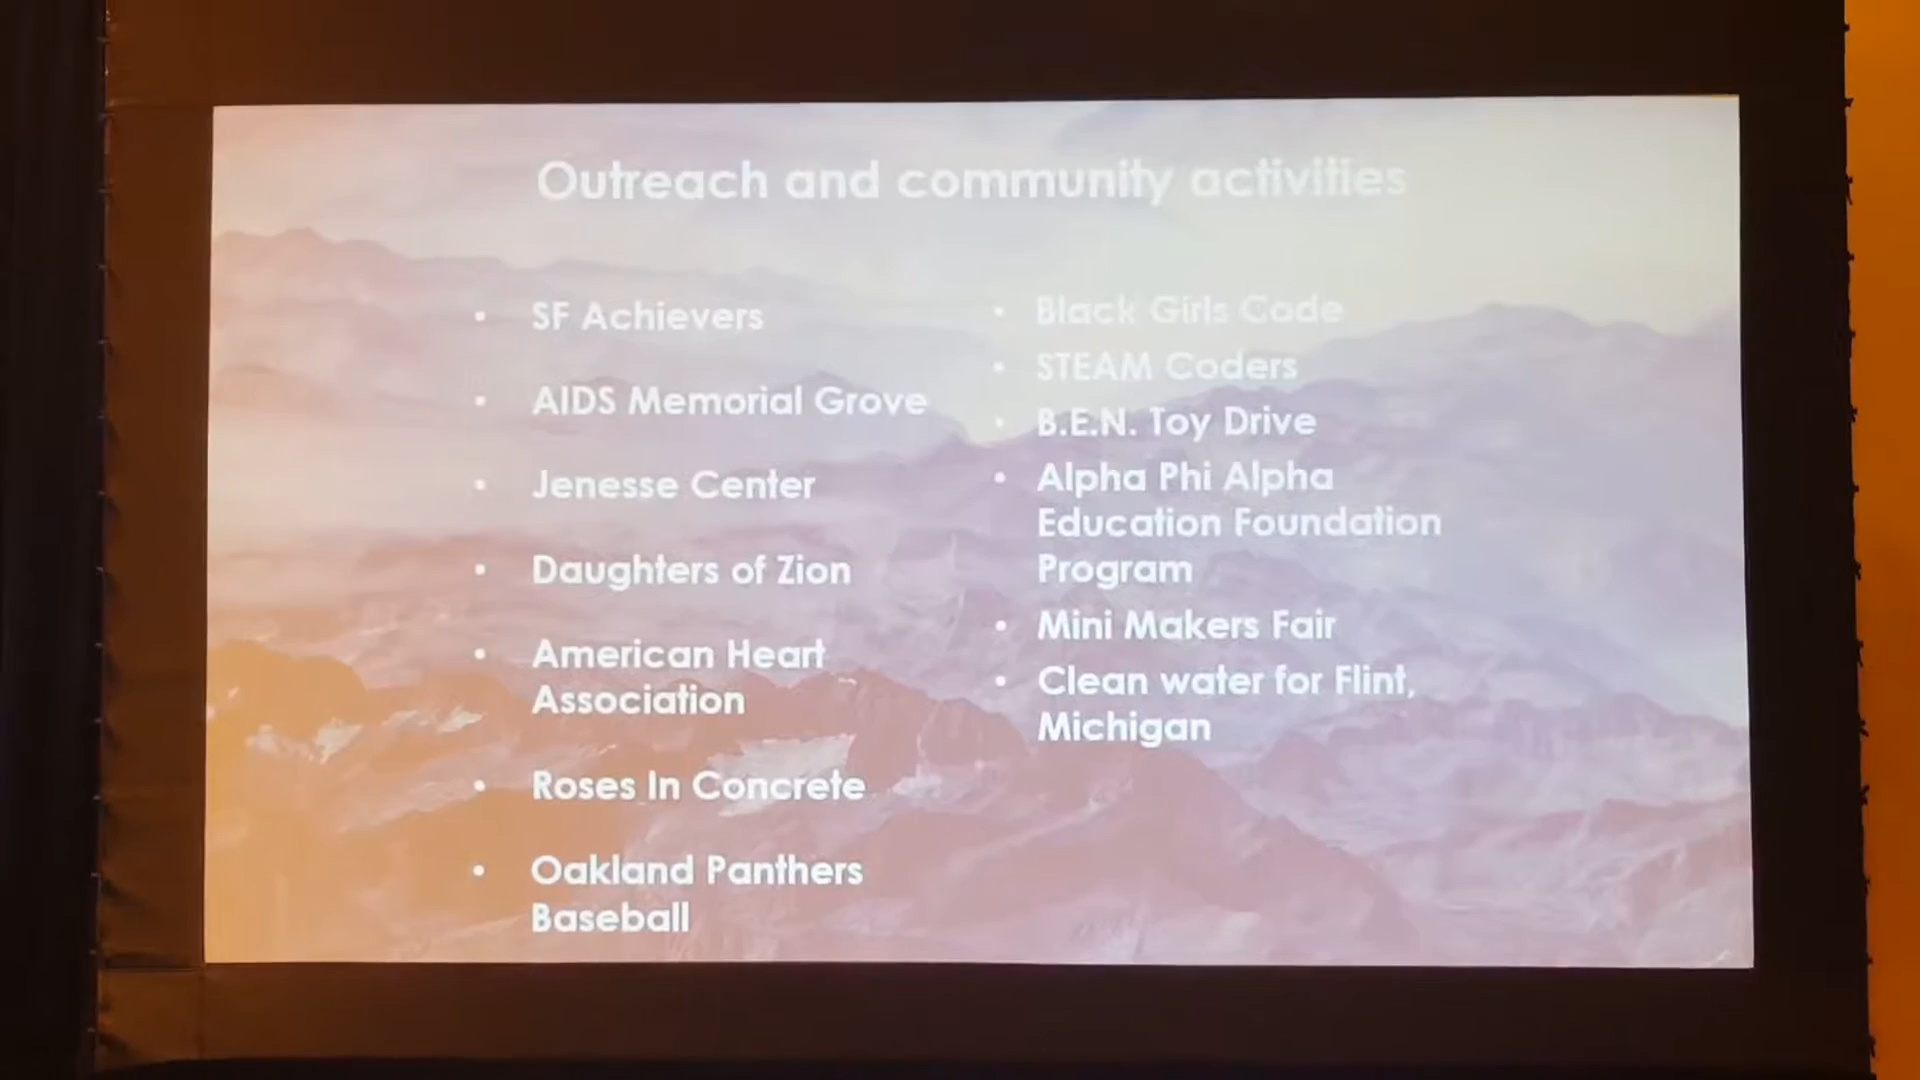 Outreach and community activities
• SF Achievers
• AIDS Memorial Grove
• Jenesse Center
• Daughters of Zion
• American Heart
Association
• Roses In Concrete
• Oakland Panthers
Baseball
• Black Girls Code
• STEAM Coders
• B.E.N. Toy Drive
• Alpha Phi Alpha
Education Foundation
Program
• Mini Makers Fair
• Clean water for Flint,
Michigan